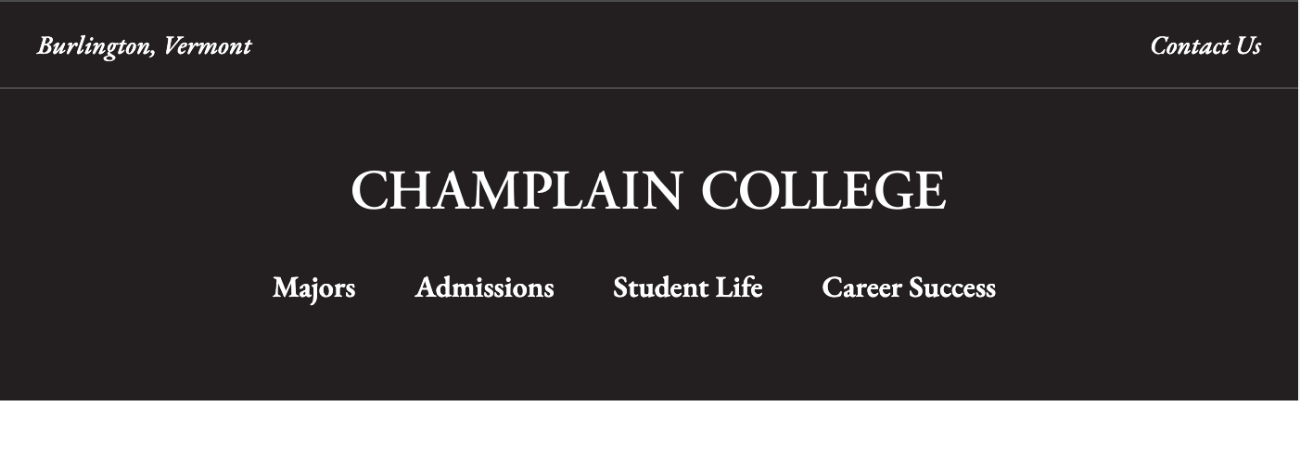 Burlington, Vermont Contact Us
CHAMPLAIN COLLEGE
Majors Admissions Student Life Career Success